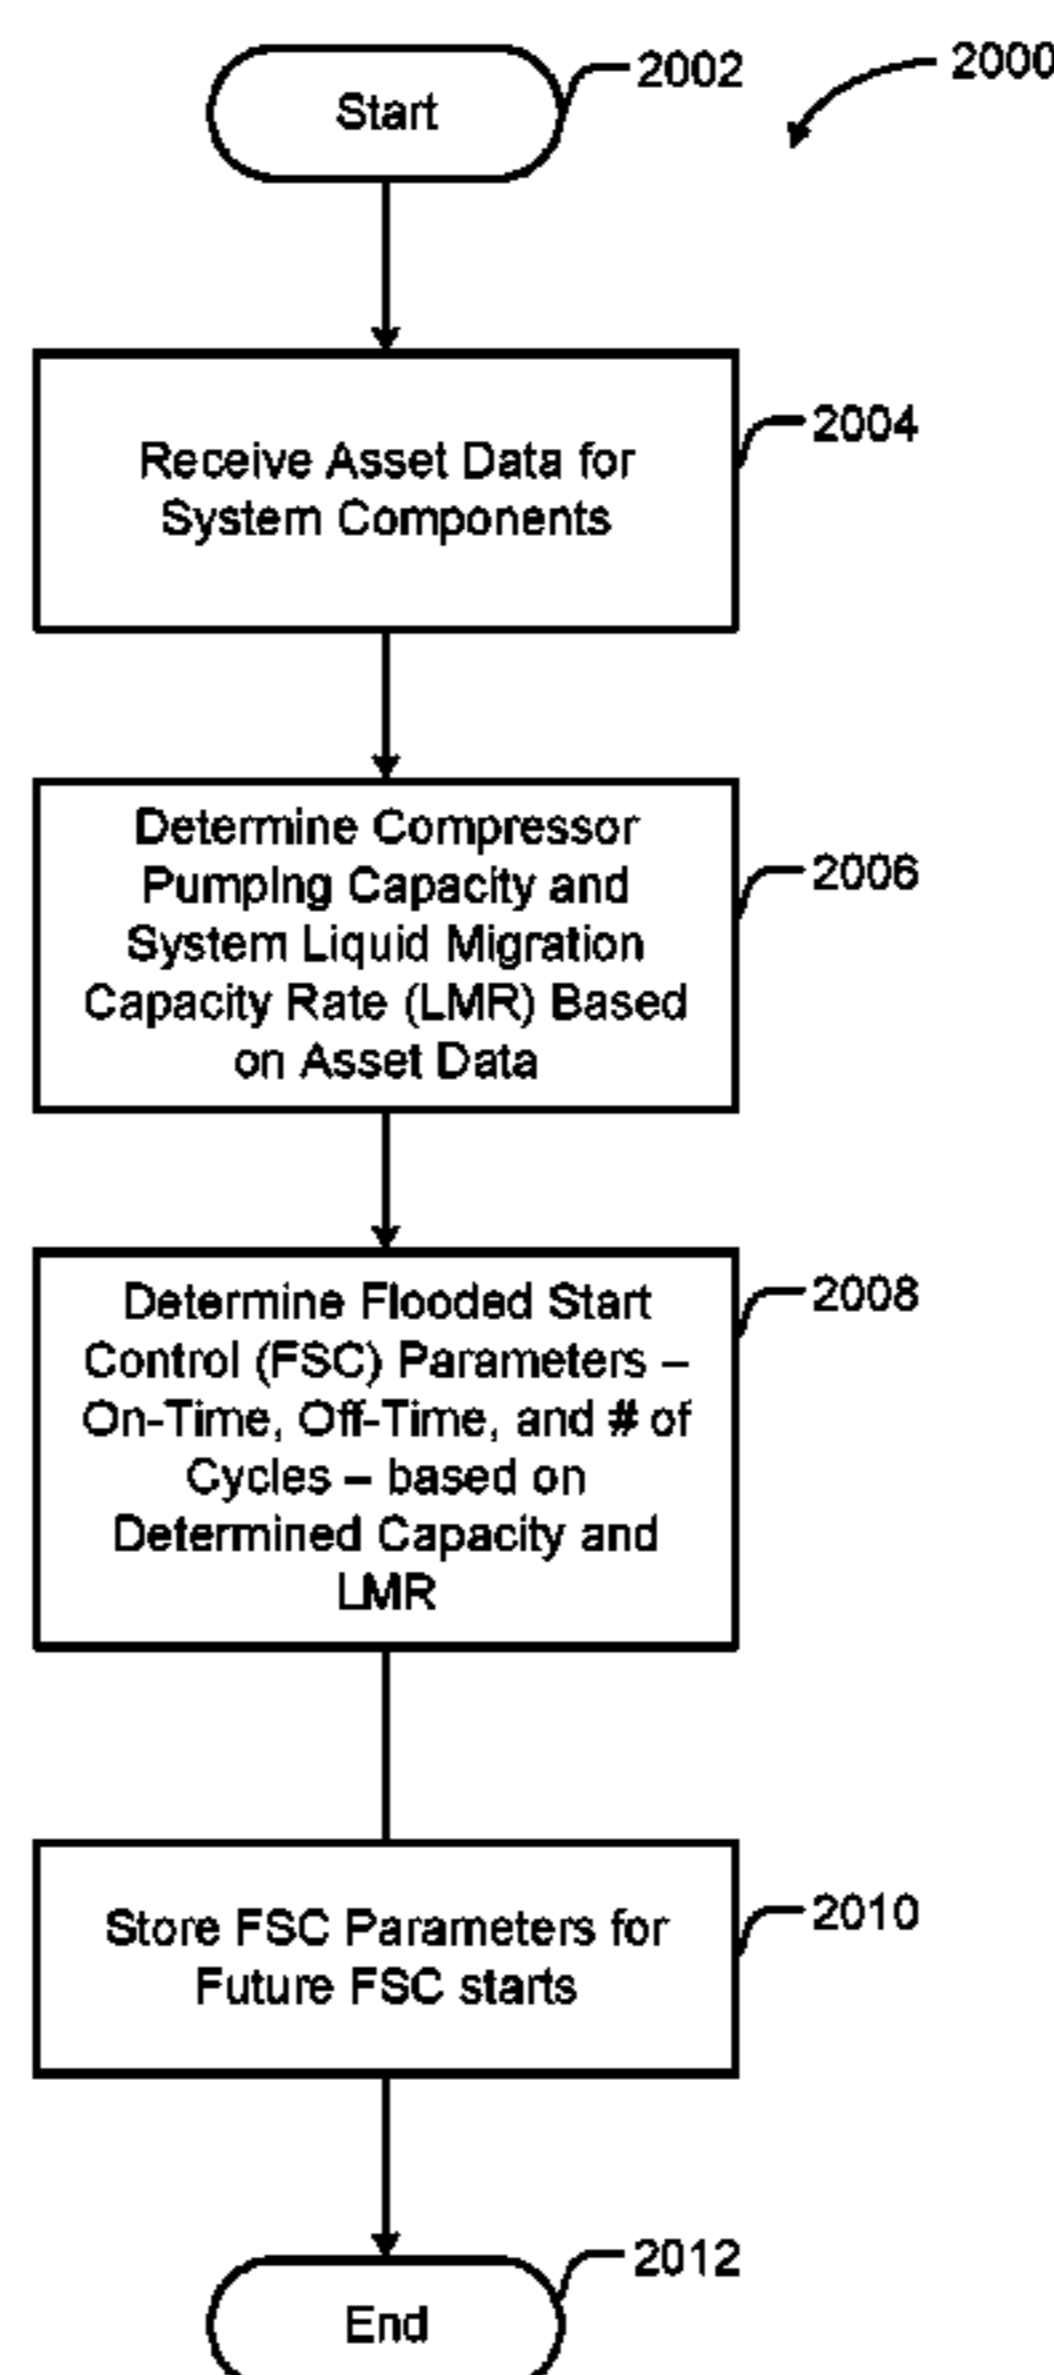 2000
Start
2002
Receive Asset Data for
System Components
2004
Determine Compressor
Pumping Capacity and
System Liquid Migration
Capacity Rate (LMR) Based
on Asset Data
2006
Determine Flooded Start
Control (FSC) Parameters –
On-Time, Off-Time, and # of
Cycles – based on
Determined Capacity and
LMR
2008
Store FSC Parameters for
Future FSC starts
2010
End
2012